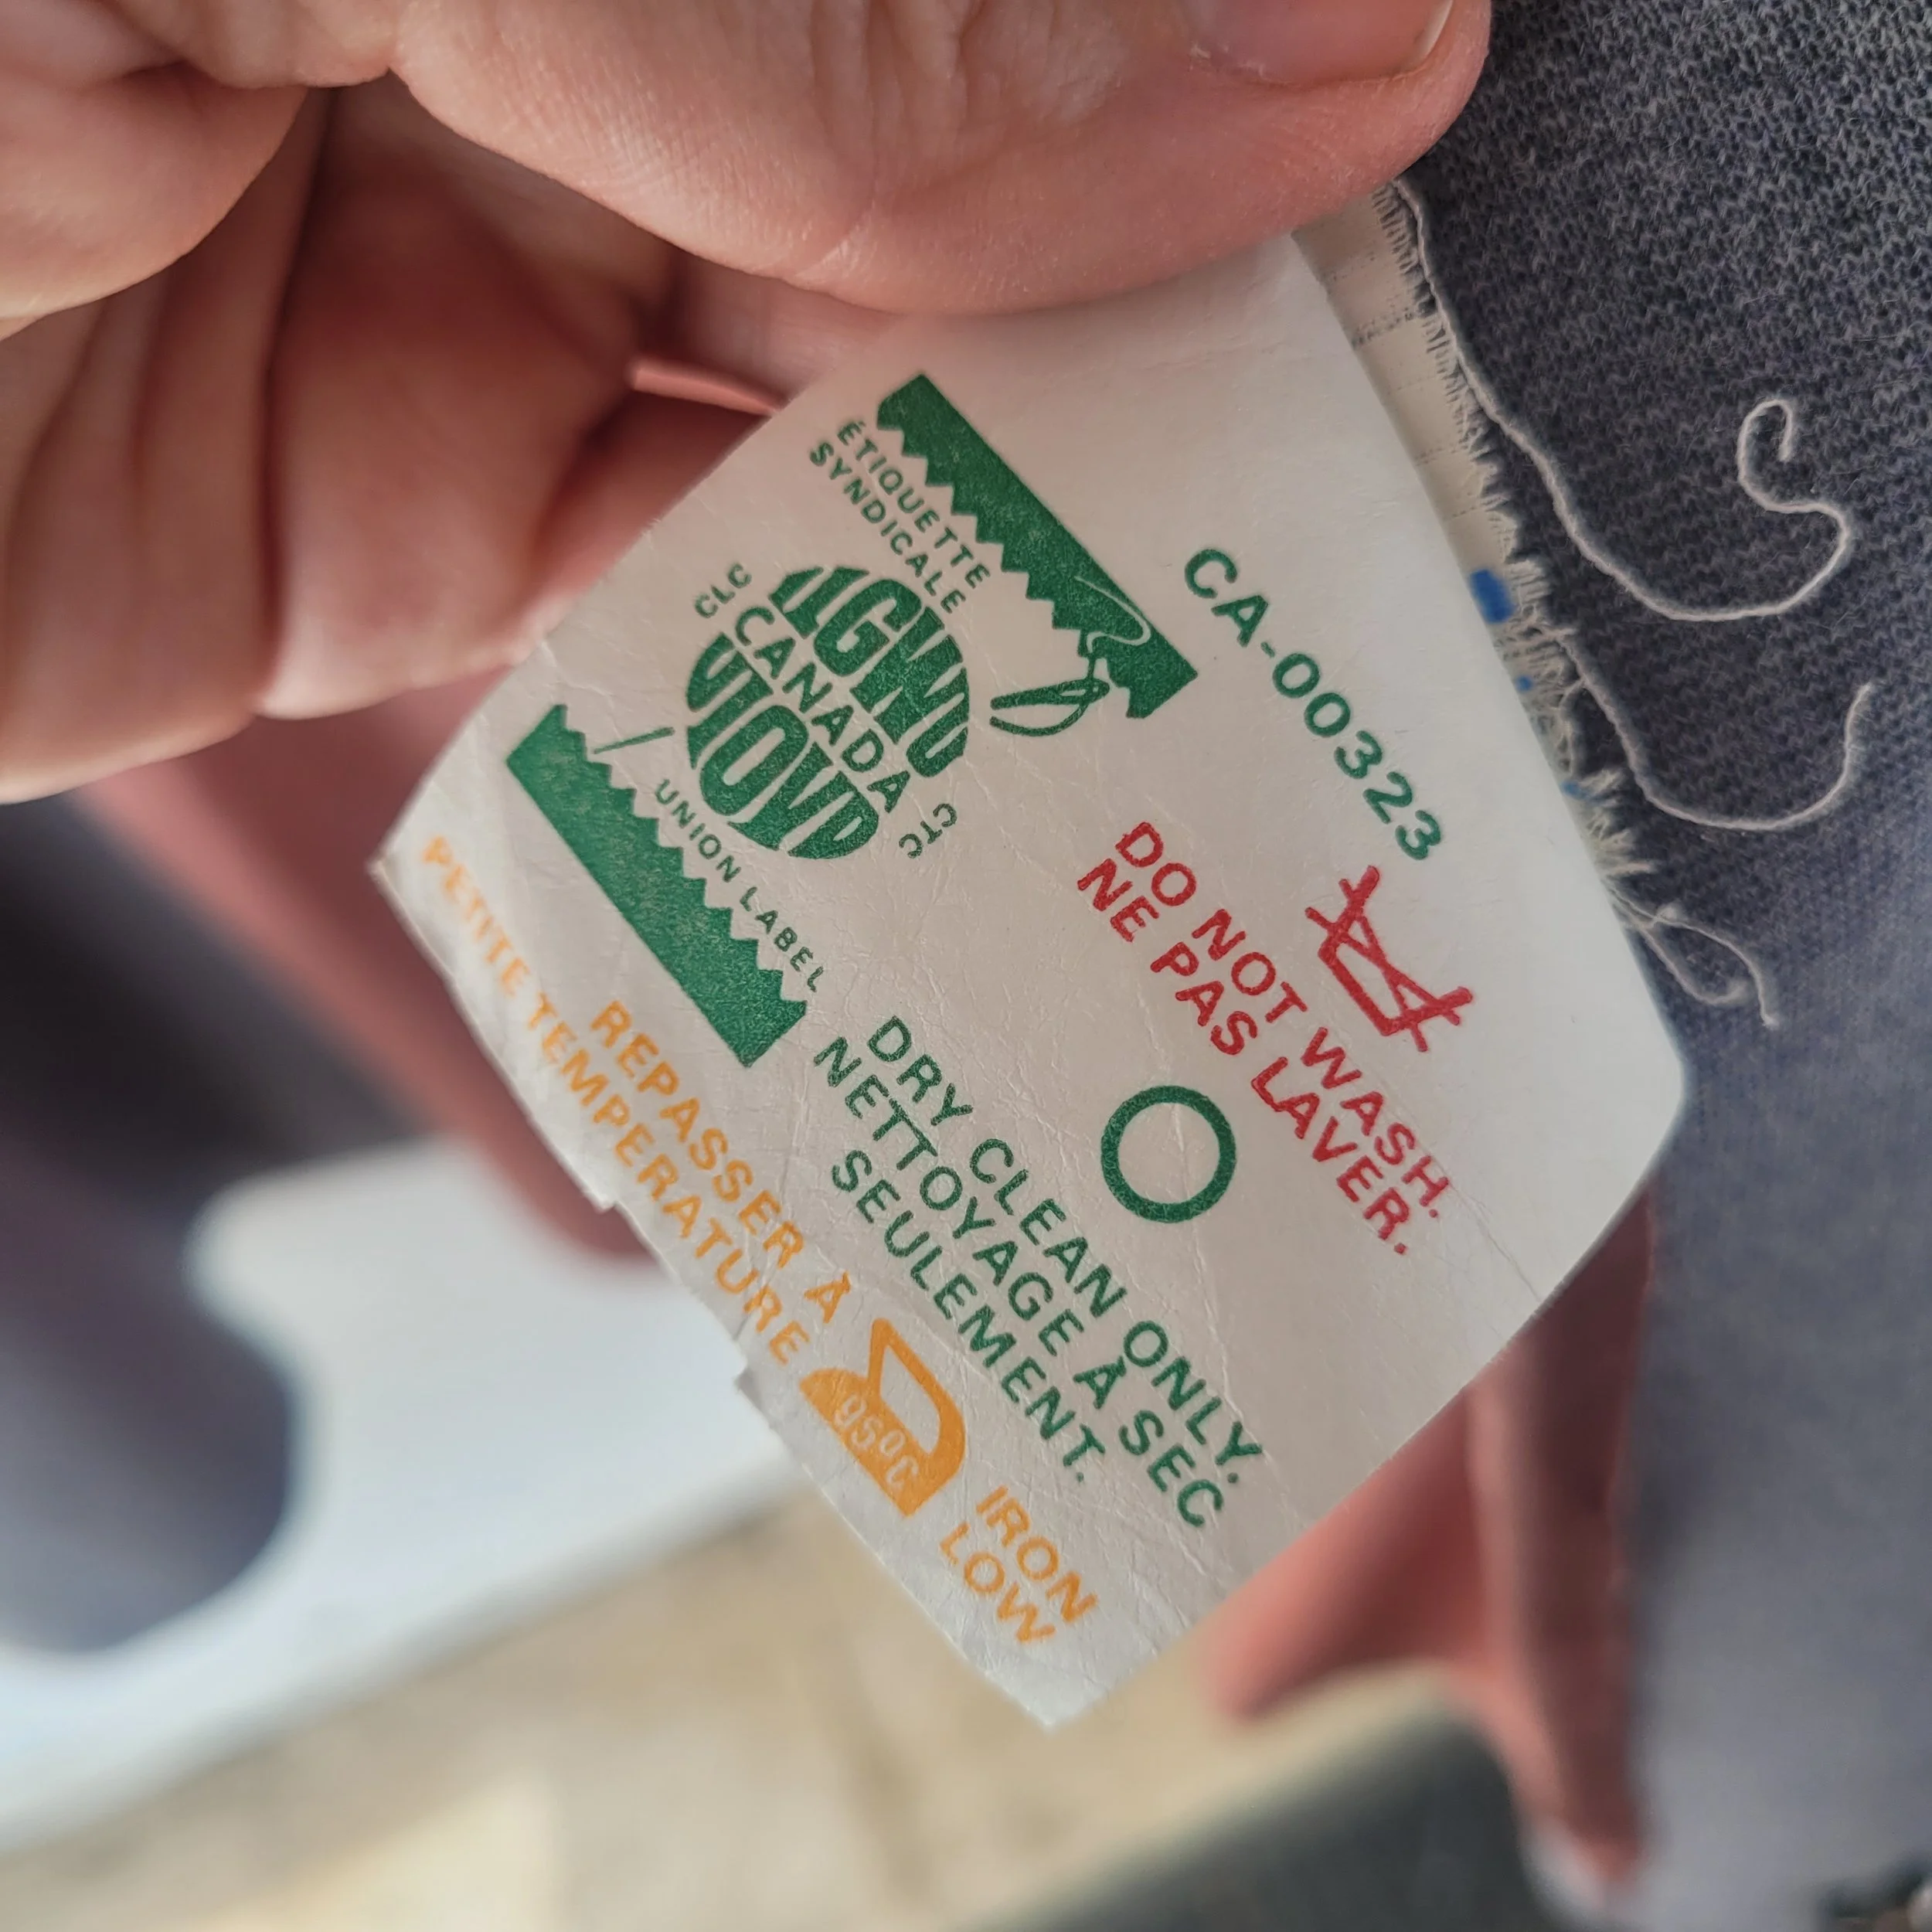 CA-00323
ÉTIQUETTE
SYNDICALE
CLC
ILGWU
CANADA
UIOVD
CTC
UNION LABEL
DO NOT WASH.
NE PAS LAVER.
DRY CLEAN ONLY.
NETTOYAGE À SEC
SEULEMENT.
REPASSER À
PETITE TEMPERATURE
95°C
IRON
LOW